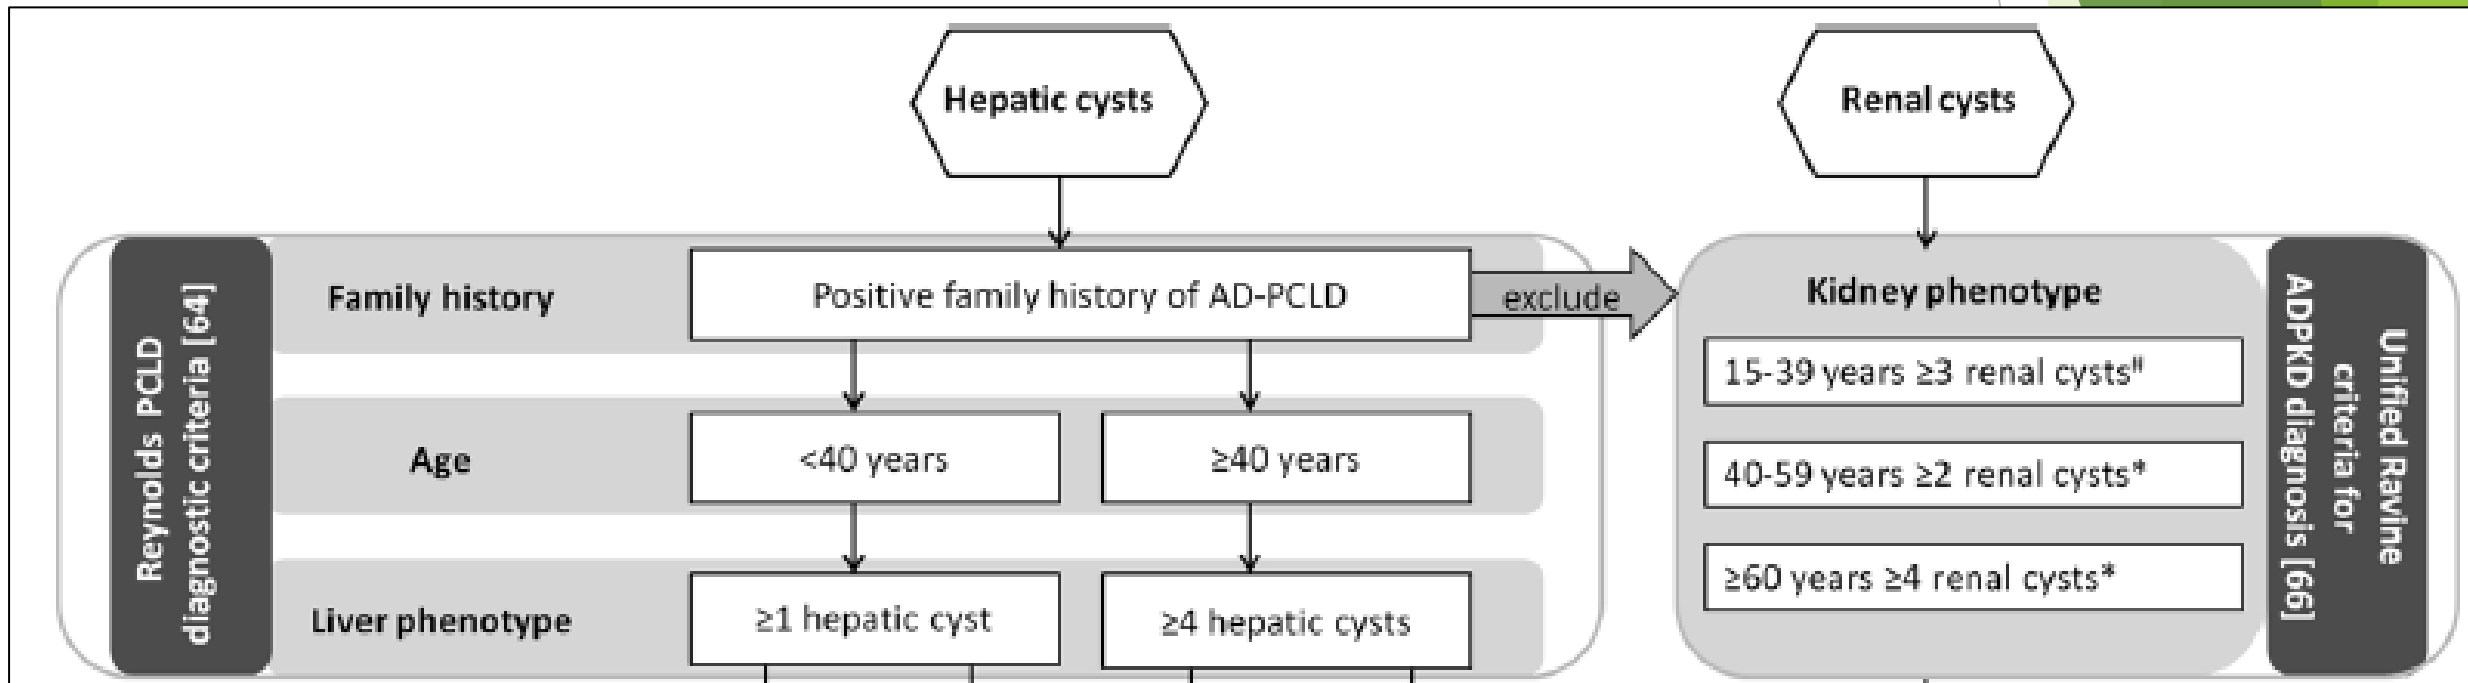 Hepatic cysts
Renal cysts
Reynolds PCLD
diagnostic criteria [64]
Family history
Positive family history of AD-PCLD
exclude
Age
<40 years
≥40 years
Liver phenotype
≥1 hepatic cyst
≥4 hepatic cysts
Kidney phenotype
15-39 years ≥3 renal cysts#
40-59 years ≥2 renal cysts*
≥60 years ≥4 renal cysts*
Unified Ravine
criteria for
ADPKD diagnosis [66]